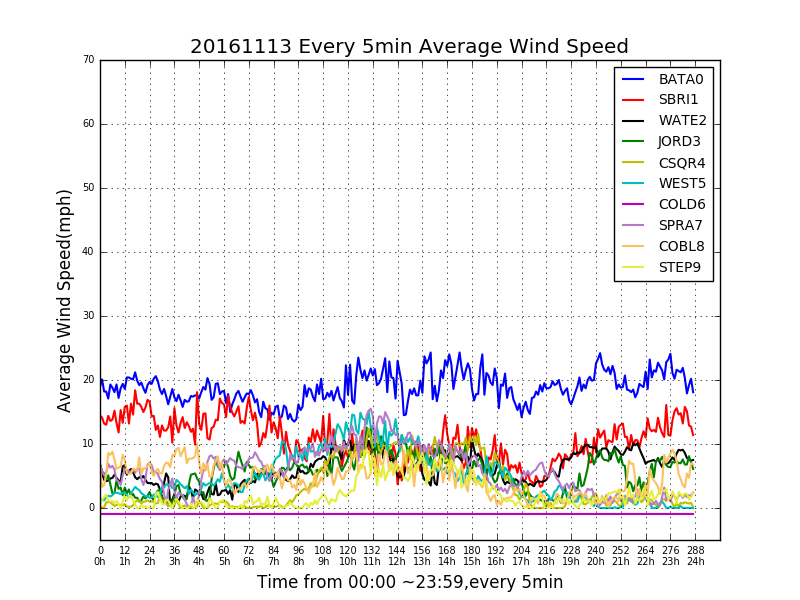 20161113 Every 5min Average Wind Speed
70
60
50
40
30
20
10
0
Average Wind Speed(mph)
BATA0
SBRI1
WATE2
JORD3
CSQR4
WEST5
COLD6
SPRA7
COBL8
STEP9
0 12 24 36 48 60 72 84 96 108 120 132 144 156 168 180 192 204 216 228 240 252 264 276 288
0h 1h 2h 3h 4h 5h 6h 7h 8h 9h 10h 11h 12h 13h 14h 15h 16h 17h 18h 19h 20h 21h 22h 23h 24h
Time from 00:00 ~23:59,every 5min